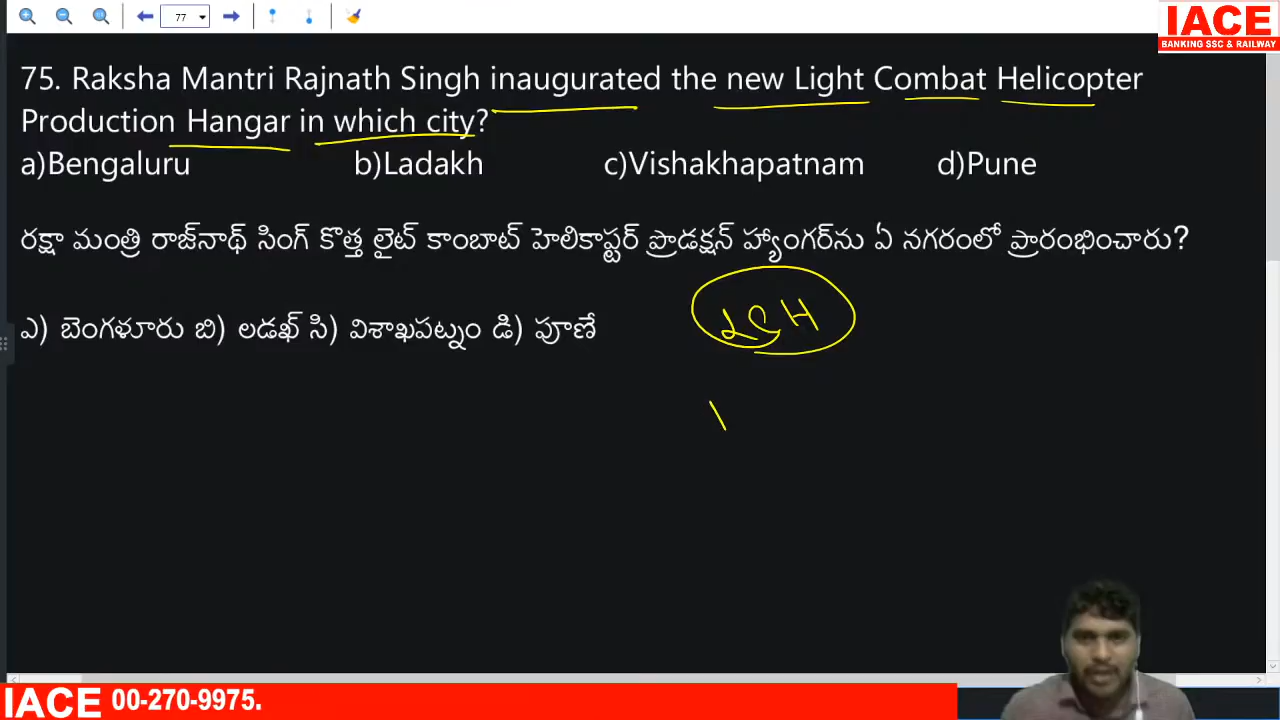 77
IACE
BANKING SSC & RAILWAY
75. Raksha Mantri Rajnath Singh inaugurated the new Light Combat Helicopter
Production Hangar in which city?
a)Bengaluru b)Ladakh c)Vishakhapatnam d)Pune
రక్షా మంత్రి రాజ్‌నాథ్ సింగ్ కొత్త లైట్ కాంబాట్ హెలికాప్టర్ ప్రొడక్షన్ హ్యాంగర్‌ను ఏ నగరంలో ప్రారంభించారు?
ఎ) బెంగళూరు బి) లడఖ్ సి) విశాఖపట్నం డి) పూణే
LCH
IACE 00-270-9975.